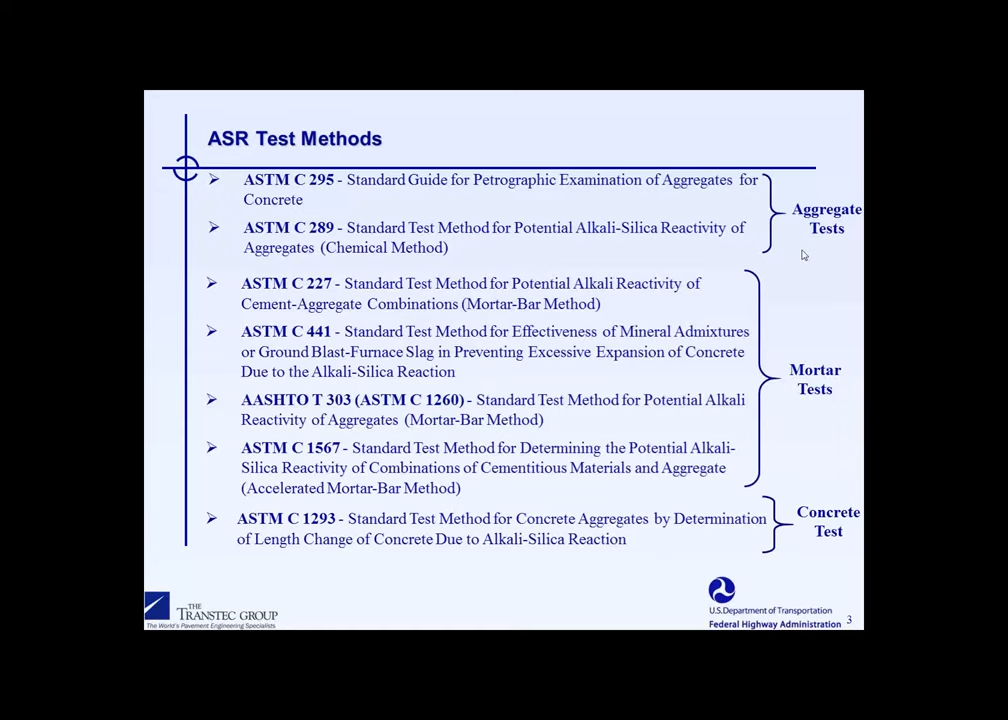 ASR Test Methods
➢ ASTM C 295 - Standard Guide for Petrographic Examination of Aggregates for
Concrete
➢ ASTM C 289 - Standard Test Method for Potential Alkali-Silica Reactivity of
Aggregates (Chemical Method)
Aggregate
Tests
➢ ASTM C 227 - Standard Test Method for Potential Alkali Reactivity of
Cement-Aggregate Combinations (Mortar-Bar Method)
➢ ASTM C 441 - Standard Test Method for Effectiveness of Mineral Admixtures
or Ground Blast-Furnace Slag in Preventing Excessive Expansion of Concrete
Due to the Alkali-Silica Reaction
➢ AASHTO T 303 (ASTM C 1260) - Standard Test Method for Potential Alkali
Reactivity of Aggregates (Mortar-Bar Method)
➢ ASTM C 1567 - Standard Test Method for Determining the Potential Alkali-
Silica Reactivity of Combinations of Cementitious Materials and Aggregate
(Accelerated Mortar-Bar Method)
Mortar
Tests
➢ ASTM C 1293 - Standard Test Method for Concrete Aggregates by Determination
of Length Change of Concrete Due to Alkali-Silica Reaction
Concrete
Test
THE
TRANSTEC GROUP
The World's Pavement Engineering Specialists
U.S.Department of Transportation
Federal Highway Administration
3